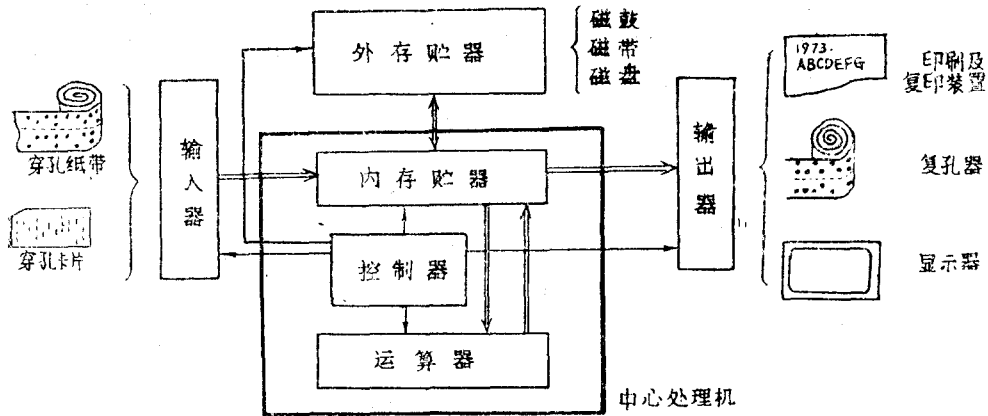 外存贮器
磁鼓
磁带
磁盘
1973.
ABCDEFG
印刷及
复印装置
穿孔纸带
输入器
内存贮器
输出器
复孔器
穿孔卡片
控制器
显示器
运算器
中心处理机